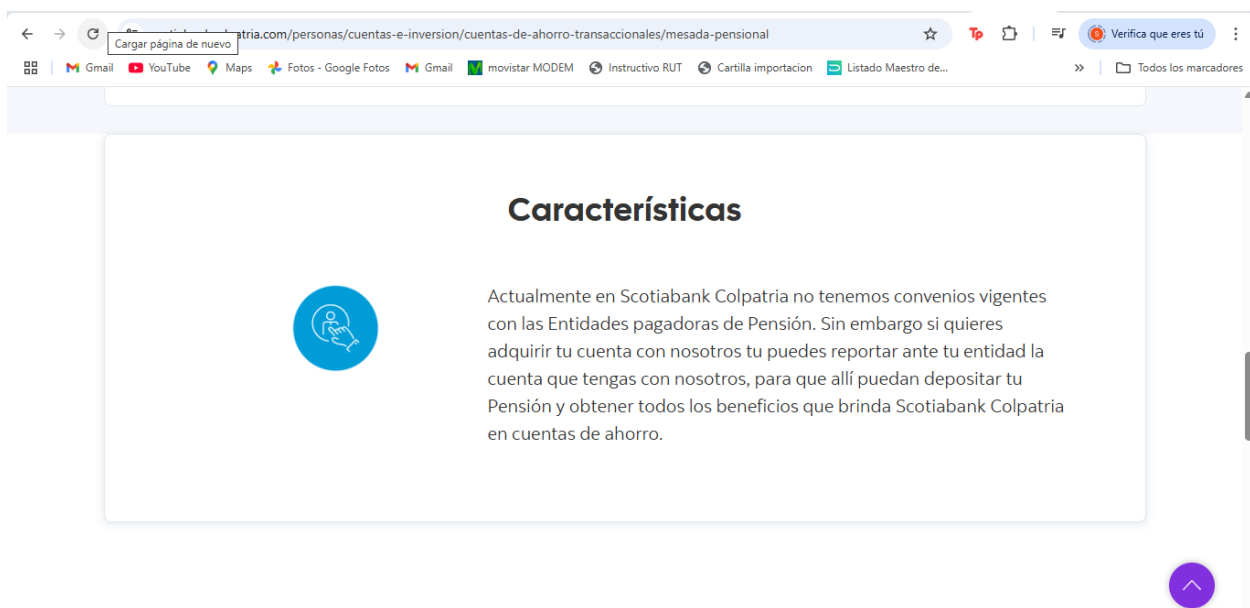 atria.com/personas/cuentas-e-inversion/cuentas-de-ahorro-transaccionales/mesada-pensional
Tp
Verifica que eres tú
Cargar página de nuevo
Gmail
YouTube
Maps
Fotos - Google Fotos
Gmail
movistar MODEM
Instructivo RUT
Cartilla importacion
Listado Maestro de...
Todos los marcadores
Características
Actualmente en Scotiabank Colpatria no tenemos convenios vigentes
con las Entidades pagadoras de Pensión. Sin embargo si quieres
adquirir tu cuenta con nosotros tu puedes reportar ante tu entidad la
cuenta que tengas con nosotros, para que allí puedan depositar tu
Pensión y obtener todos los beneficios que brinda Scotiabank Colpatria
en cuentas de ahorro.